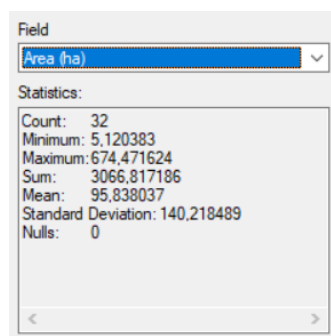 Field
Area (ha)
Statistics:
Count: 32
Minimum: 5,120383
Maximum: 674,471624
Sum: 3066,817186
Mean: 95,838037
Standard Deviation: 140,218489
Nulls: 0